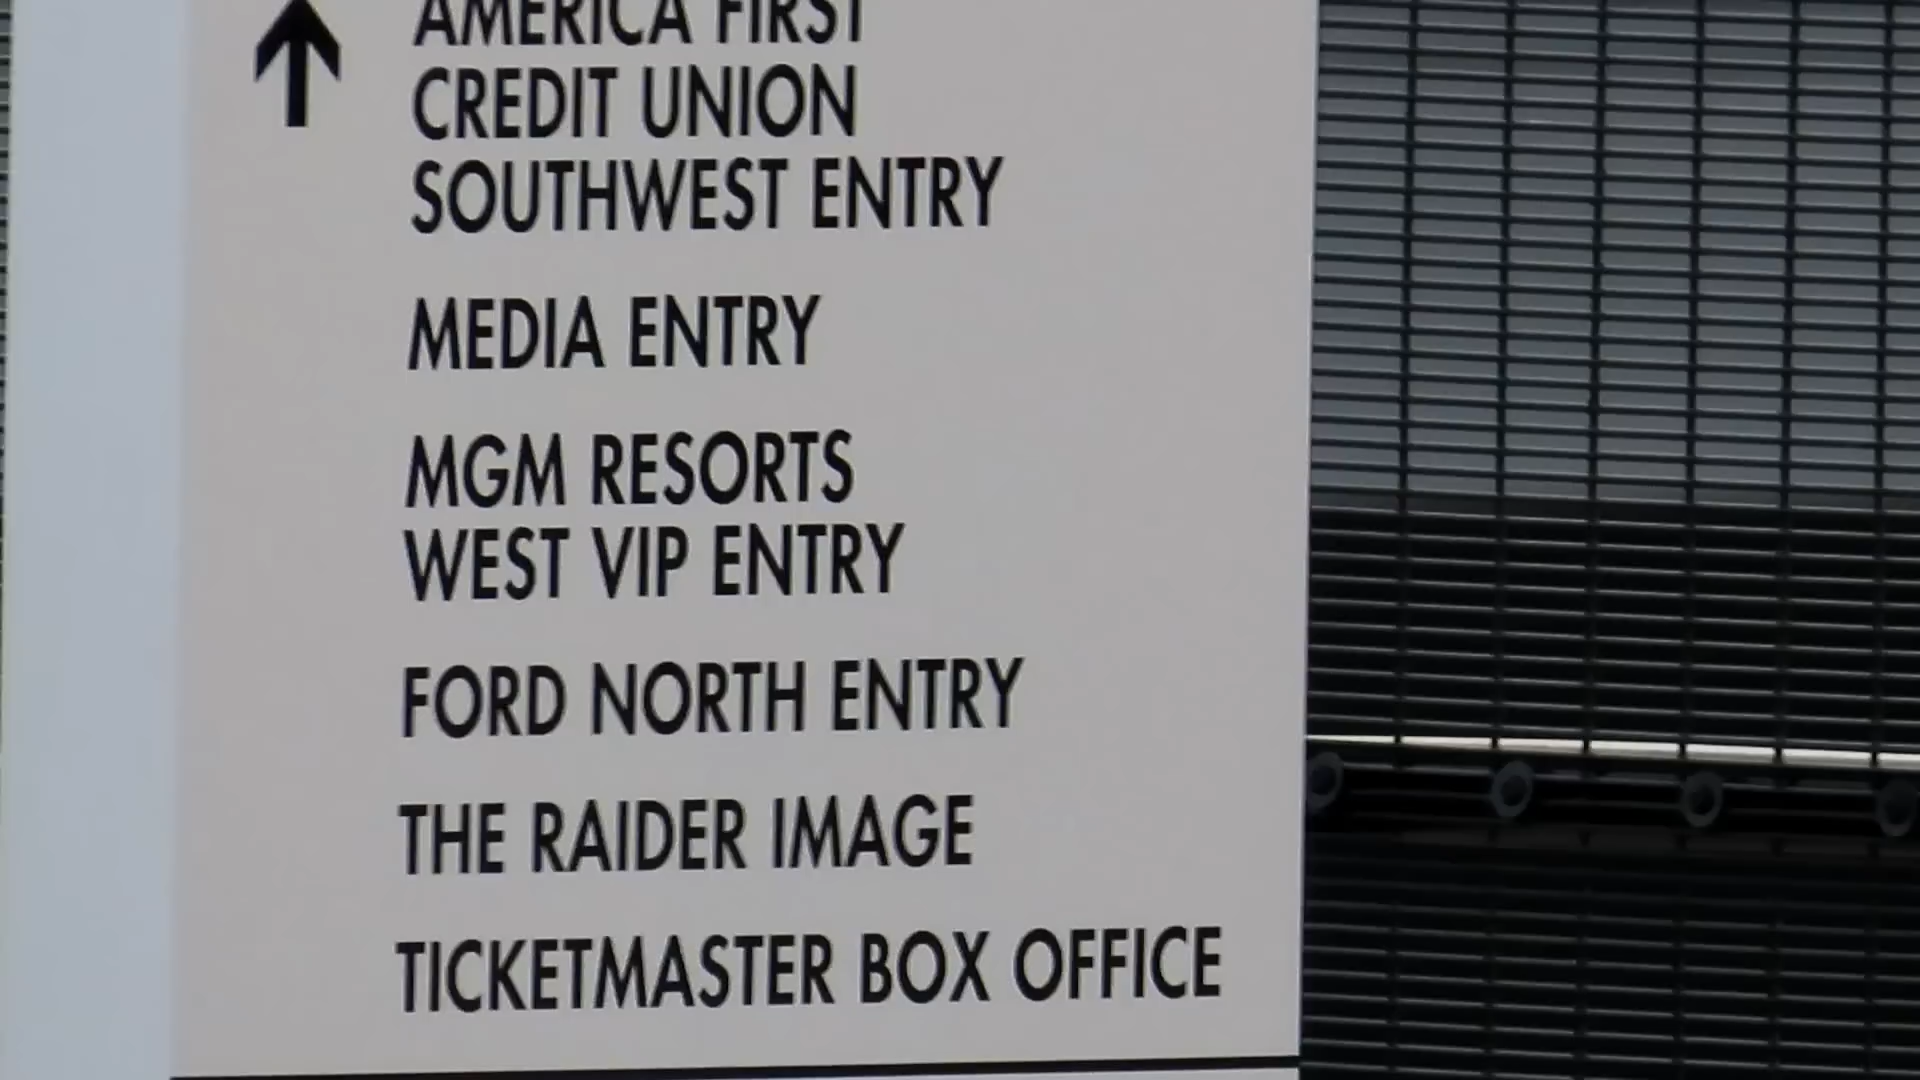 AMERICA FIRST
CREDIT UNION
SOUTHWEST ENTRY
MEDIA ENTRY
MGM RESORTS
WEST VIP ENTRY
FORD NORTH ENTRY
THE RAIDER IMAGE
TICKETMASTER BOX OFFICE